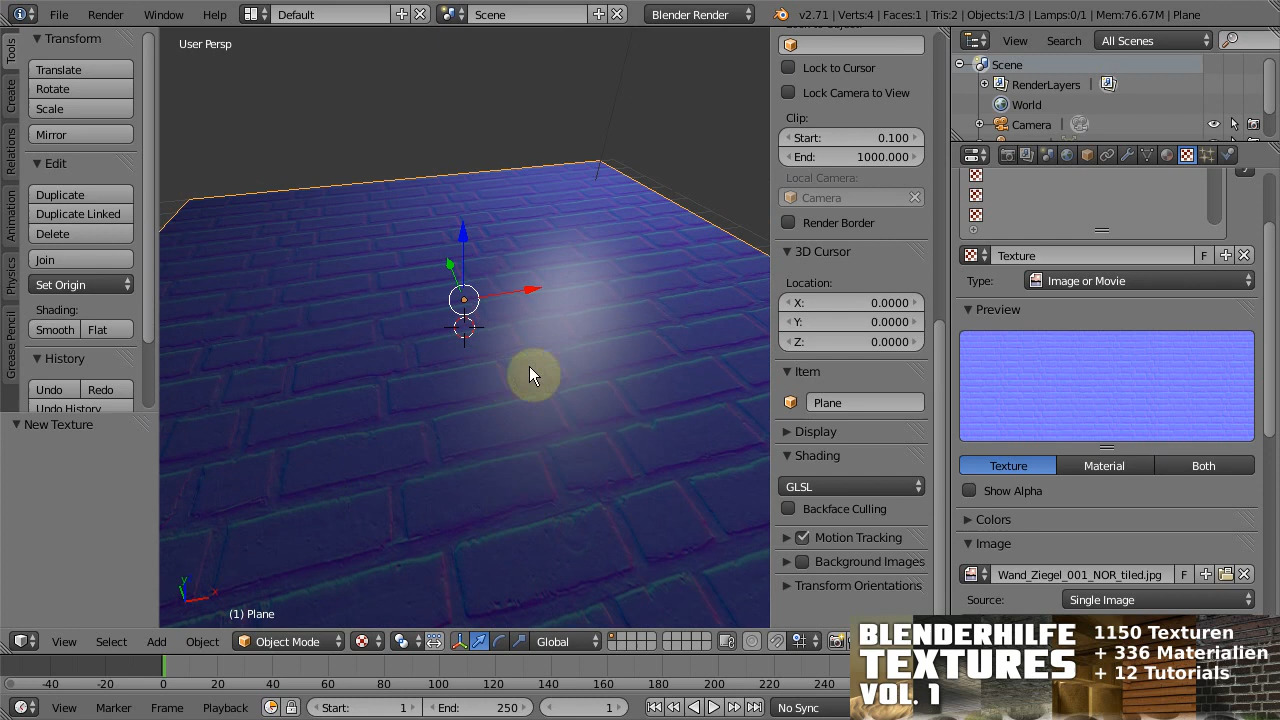 File
Render
Window
Help
Default
Scene
Blender Render
v2.71 | Verts:4 | Faces:1 | Tris:2 | Objects:1/3 | Lamps:0/1 | Mem:76.67M | Plane
Tools
Create
Relations
Animation
Physics
Grease Pencil
Transform
Translate
Rotate
Scale
Mirror
Edit
Duplicate
Duplicate Linked
Delete
Join
Set Origin
Shading:
Smooth
Flat
History
Undo
Redo
Undo History
New Texture
User Persp
y
x
(1) Plane
Lock to Cursor
Lock Camera to View
Clip:
Start: 0.100
End: 1000.000
Local Camera:
Camera
Render Border
3D Cursor
Location:
X: 0.0000
Y: 0.0000
Z: 0.0000
Item
Plane
Display
Shading
GLSL
Backface Culling
Motion Tracking
Background Images
Transform Orientations
View
Search
All Scenes
Scene
RenderLayers
World
Camera
Texture
F
Type:
Image or Movie
Preview
Texture
Material
Both
Show Alpha
Colors
Image
Wand_Ziegel_001_NOR_tiled.jpg
F
Source:
Single Image
View
Select
Add
Object
Object Mode
Global
-40 -20 0 20 40 60 80 100 120 140 160 180 200 220 240
View
Marker
Frame
Playback
Start: 1
End: 250
1
No Sync
BLENDERHILFE
TEXTURES
VOL. 1
1150 Texturen
+ 336 Materialien
+ 12 Tutorials